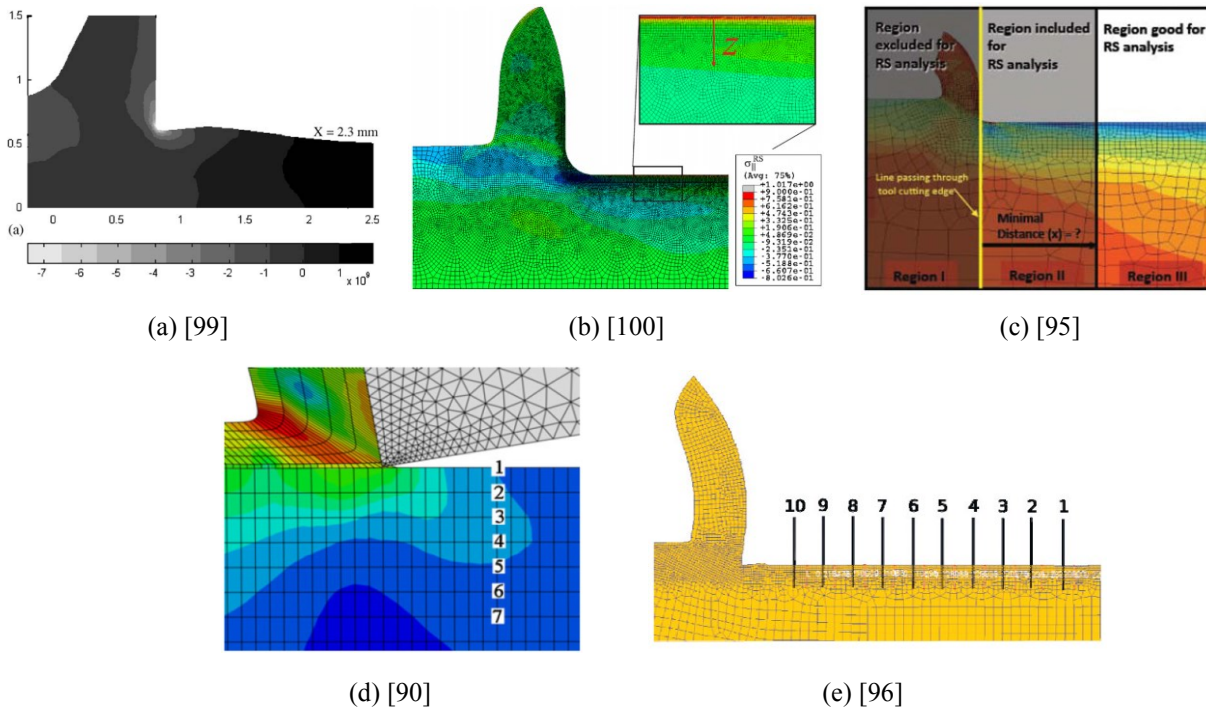 1.5
1
0.5
0
X = 2.3 mm
0
0.5
1
1.5
2
2.5
(a)
-7
-6
-5
-4
-3
-2
-1
0
1
x 10⁹
Z
σ∥^RS
(Avg: 75%)
+1.017e+00
+9.000e-01
+7.581e-01
+6.162e-01
+4.743e-01
+3.325e-01
+1.906e-01
+4.869e-02
-9.319e-02
-2.351e-01
-3.770e-01
-5.188e-01
-6.607e-01
-8.026e-01
Region
excluded for
RS analysis
Region included
for
RS analysis
Region good for
RS analysis
Line passing through
tool cutting edge
Minimal
Distance (x) = ?
Region I
Region II
Region III
(a) [99]
(b) [100]
(c) [95]
1
2
3
4
5
6
7
10 9 8 7 6 5 4 3 2 1
(d) [90]
(e) [96]